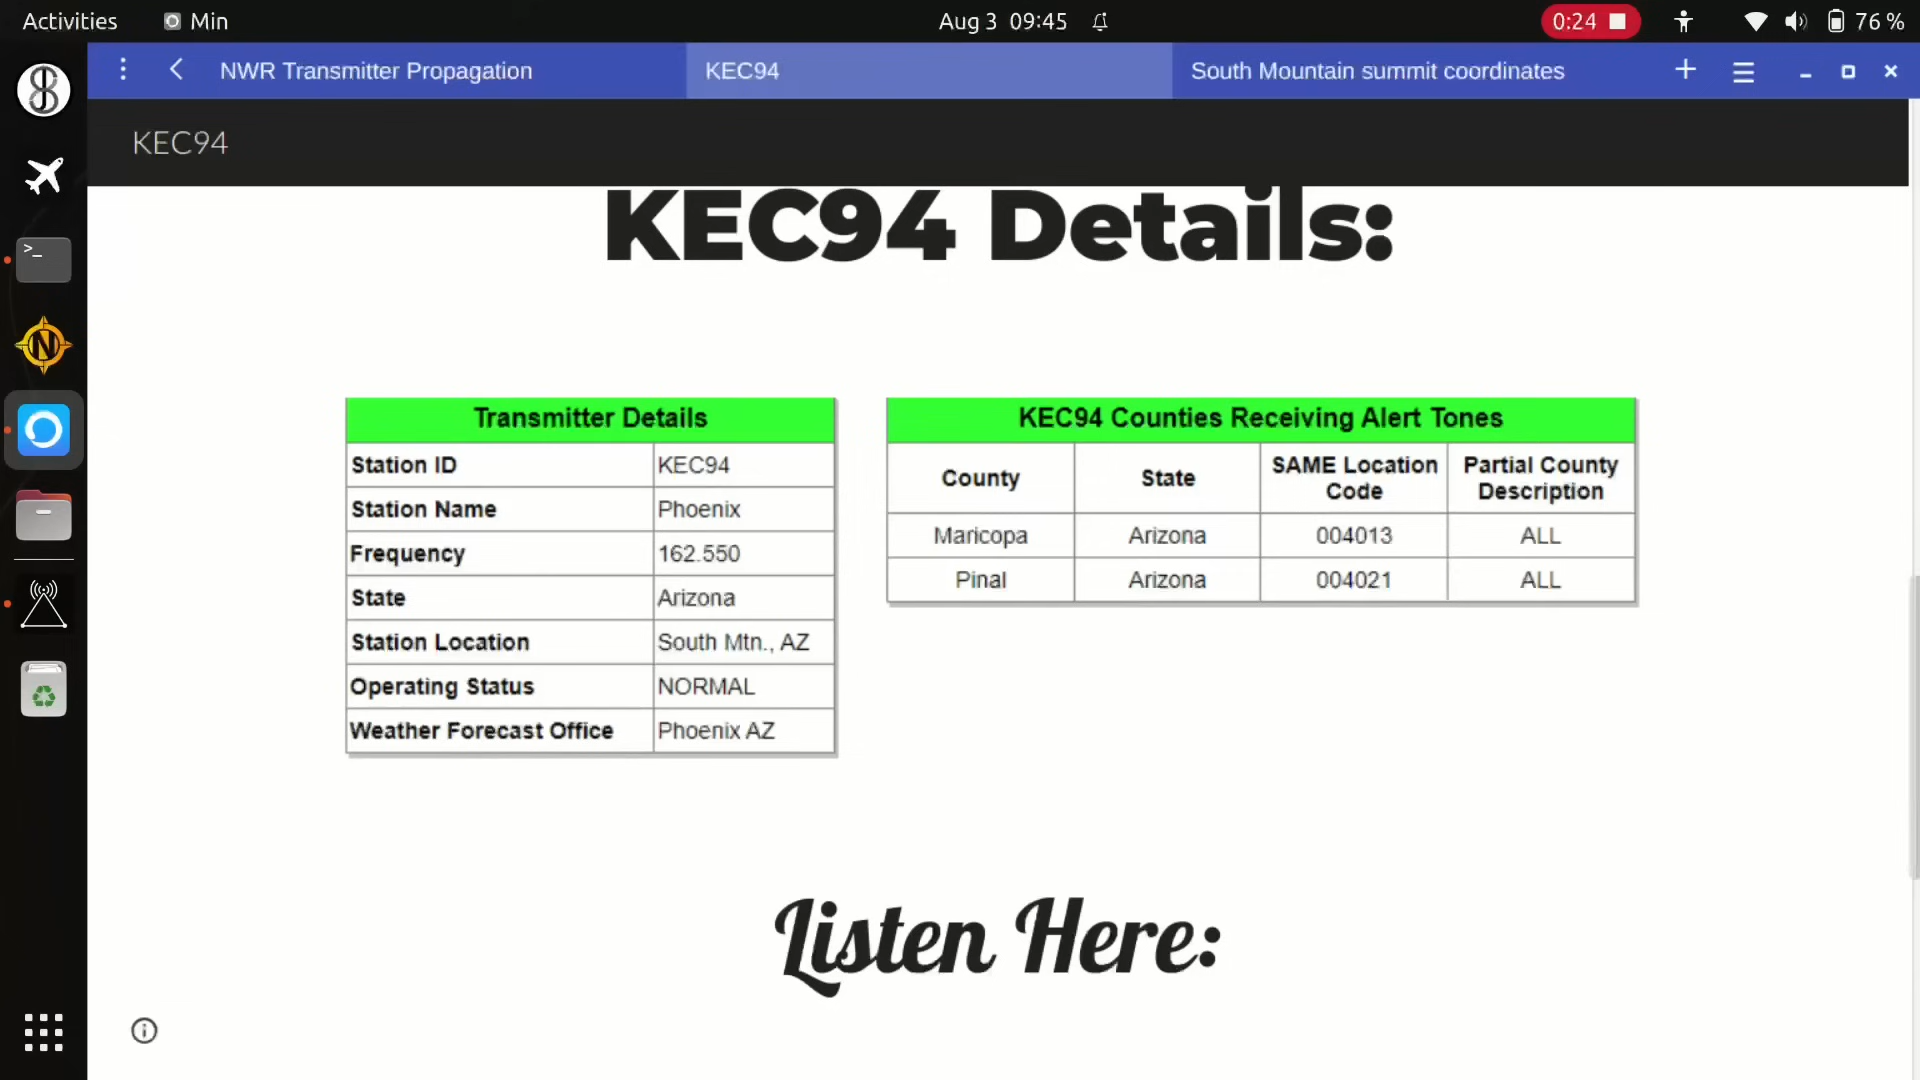 Activities Min Aug 3 09:45 0:24 76 %
NWR Transmitter Propagation KEC94 South Mountain summit coordinates
KEC94
KEC94 Details:
Transmitter Details
Station ID KEC94
Station Name Phoenix
Frequency 162.550
State Arizona
Station Location South Mtn., AZ
Operating Status NORMAL
Weather Forecast Office Phoenix AZ
KEC94 Counties Receiving Alert Tones
County State SAME Location Code Partial County Description
Maricopa Arizona 004013 ALL
Pinal Arizona 004021 ALL
Listen Here: